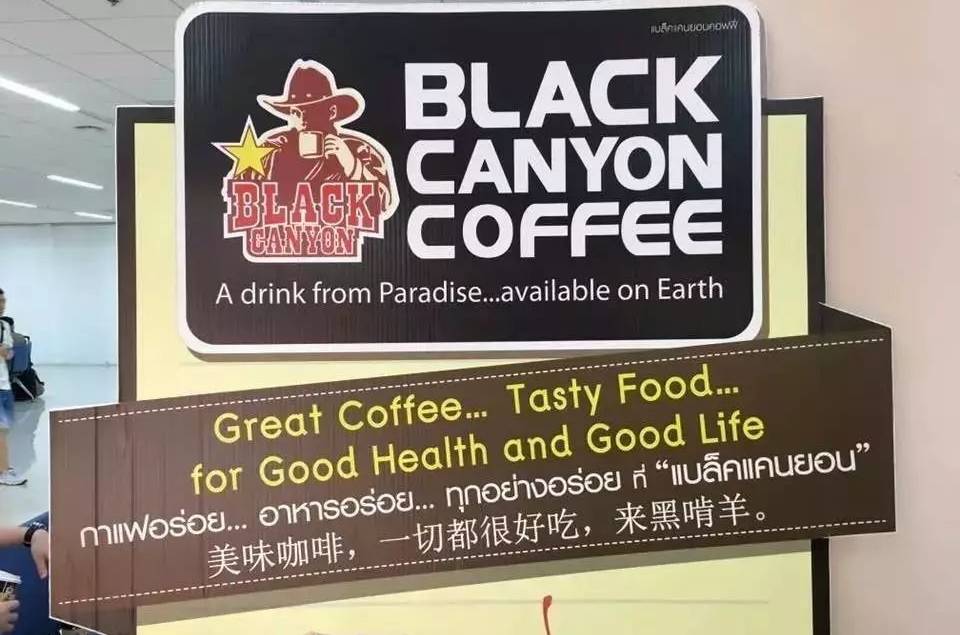 แบล็คแคนยอนคอฟฟี่
BLACK
CANYON
COFFEE
BLACK
CANYON
A drink from Paradise...available on Earth
Great Coffee... Tasty Food...
for Good Health and Good Life
กาแฟอร่อย... อาหารอร่อย... ทุกอย่างอร่อย ที่ “แบล็คแคนยอน”
美味咖啡，一切都很好吃，来黑啃羊。